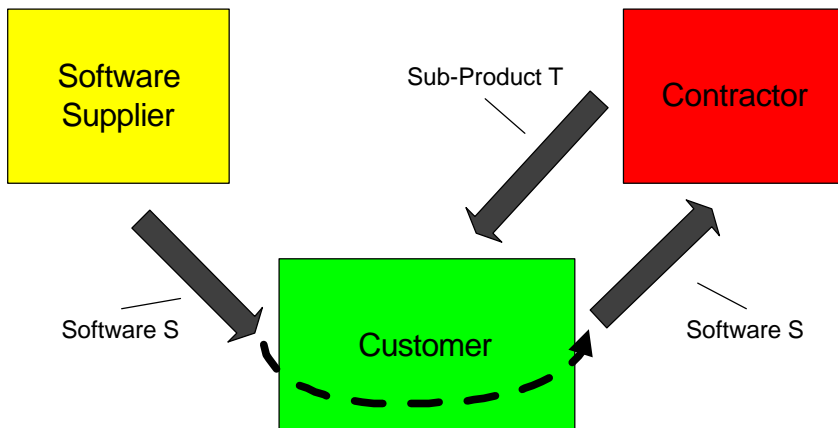 Software
Supplier
Sub-Product T
Contractor
Software S
Customer
Software S